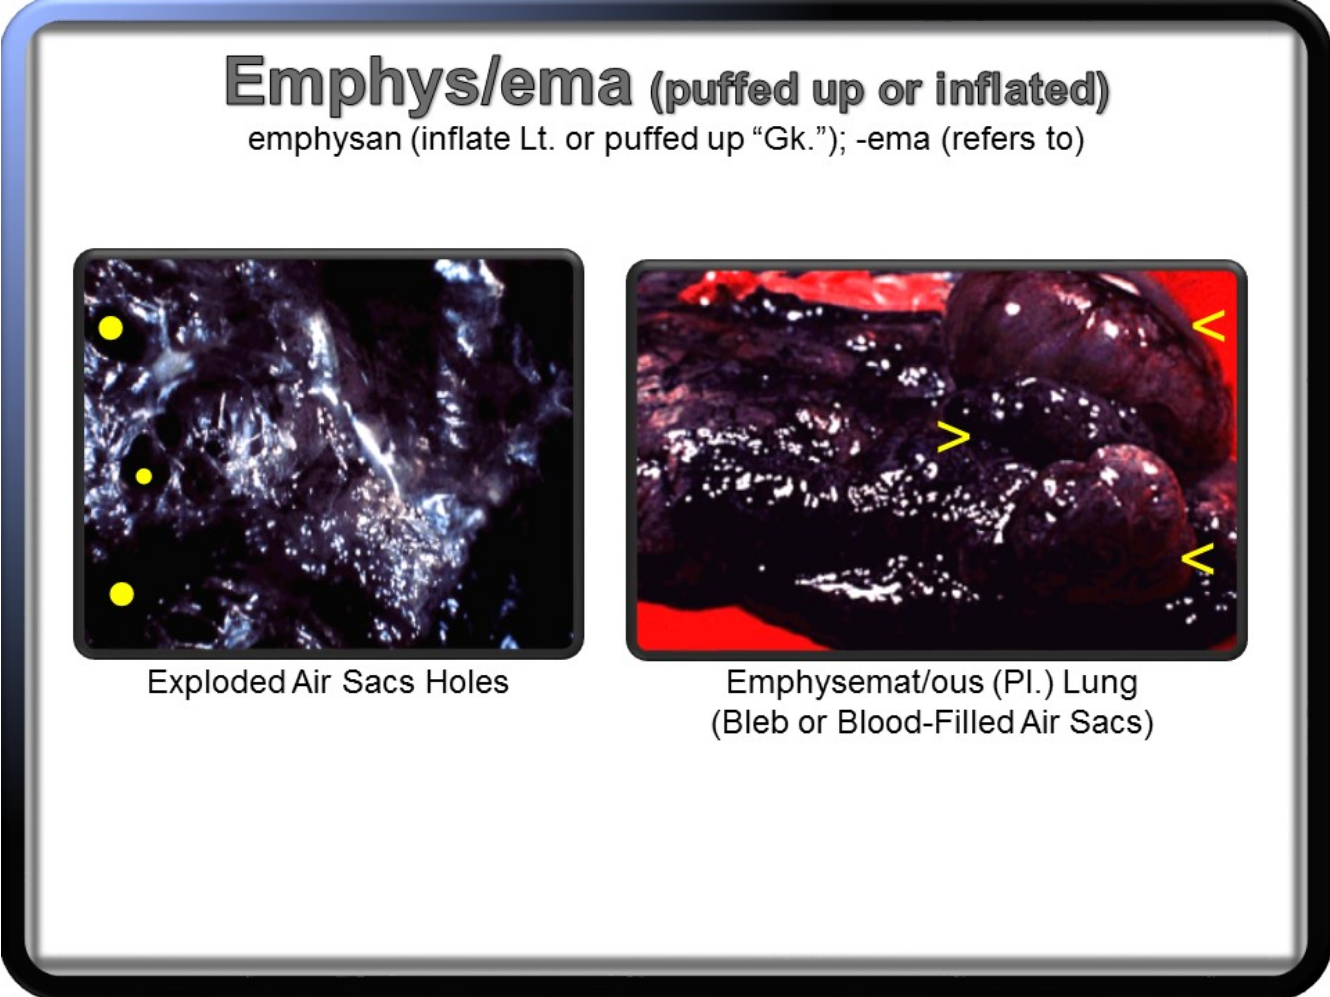 Emphys/ema (puffed up or inflated)
emphysan (inflate Lt. or puffed up “Gk.”); -ema (refers to)
<
>
<
Exploded Air Sacs Holes
Emphysemat/ous (Pl.) Lung
(Bleb or Blood-Filled Air Sacs)